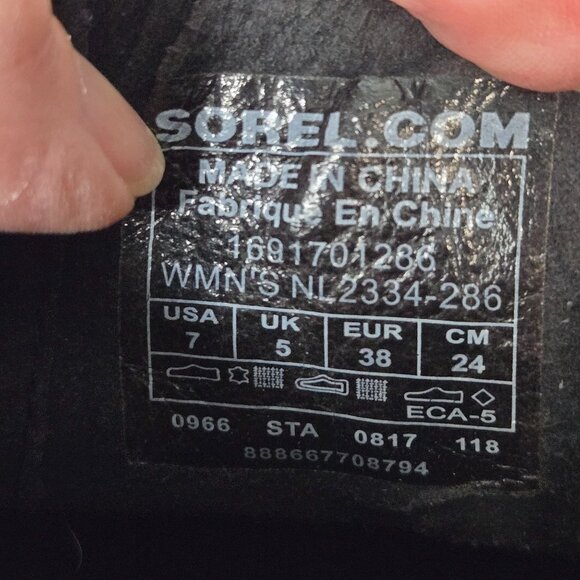 SOREL.COM
MADE IN CHINA
Fabriqué En Chine
1691701286
WMN'S NL2334-286
USA UK EUR CM
7 5 38 24
ECA-5
0966 STA 0817 118
888667708794